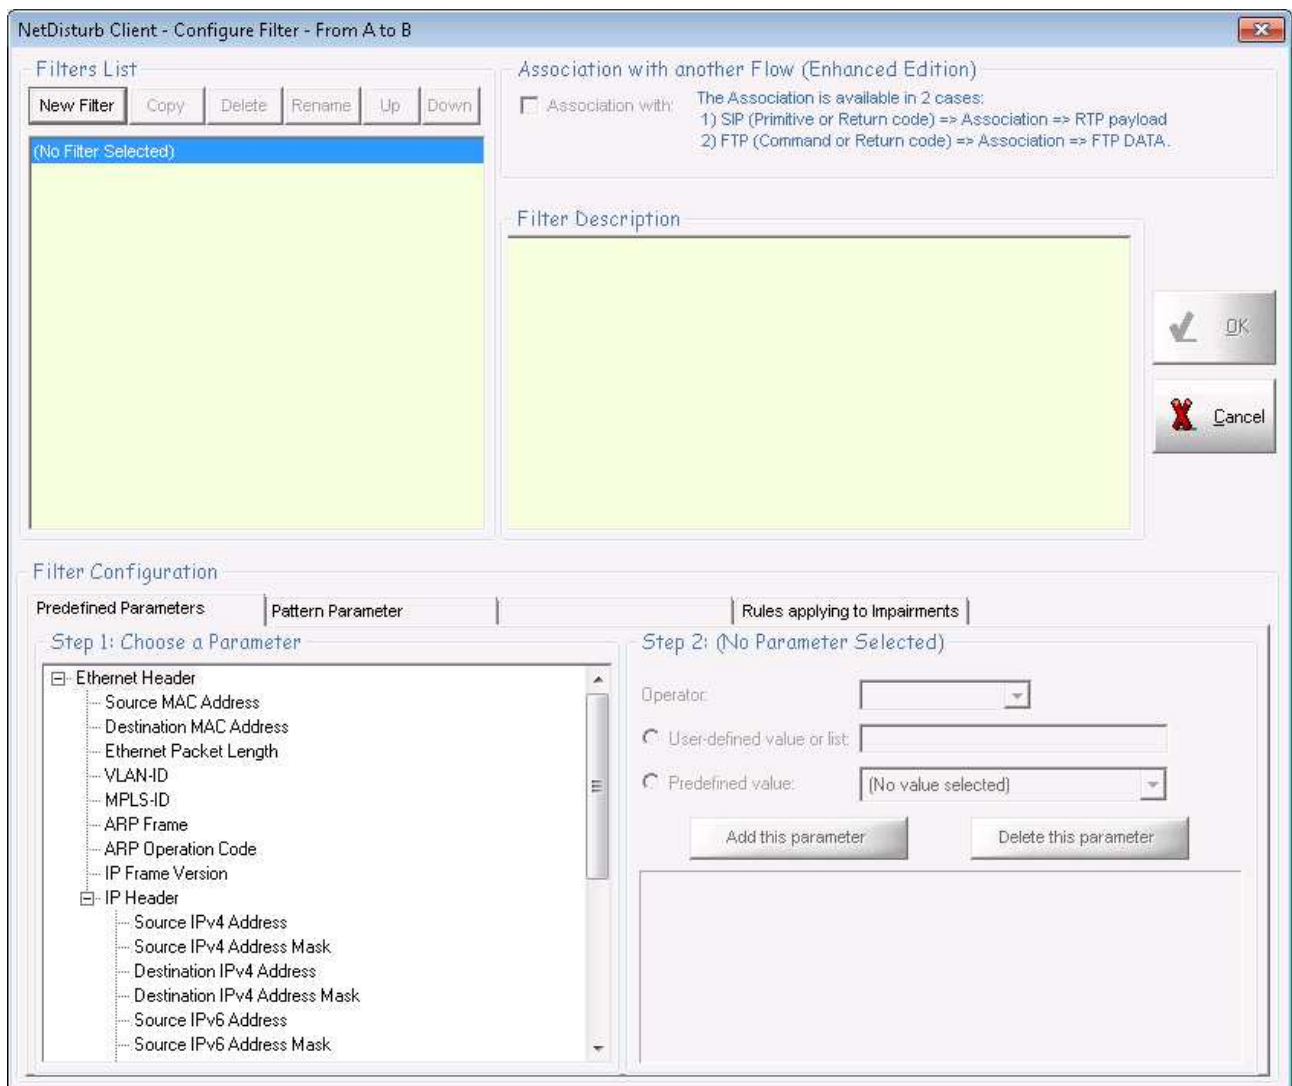 NetDisturb Client - Configure Filter - From A to B
Filters List
New Filter
Copy
Delete
Rename
Up
Down
(No Filter Selected)
Association with another Flow (Enhanced Edition)
Association with:
The Association is available in 2 cases:
1) SIP (Primitive or Return code) => Association => RTP payload
2) FTP (Command or Return code) => Association => FTP DATA.
Filter Description
OK
Cancel
Filter Configuration
Predefined Parameters
Pattern Parameter
Rules applying to Impairments
Step 1: Choose a Parameter
Ethernet Header
Source MAC Address
Destination MAC Address
Ethernet Packet Length
VLAN-ID
MPLS-ID
ARP Frame
ARP Operation Code
IP Frame Version
IP Header
Source IPv4 Address
Source IPv4 Address Mask
Destination IPv4 Address
Destination IPv4 Address Mask
Source IPv6 Address
Source IPv6 Address Mask
Step 2: (No Parameter Selected)
Operator:
User-defined value or list:
Predefined value:
(No value selected)
Add this parameter
Delete this parameter